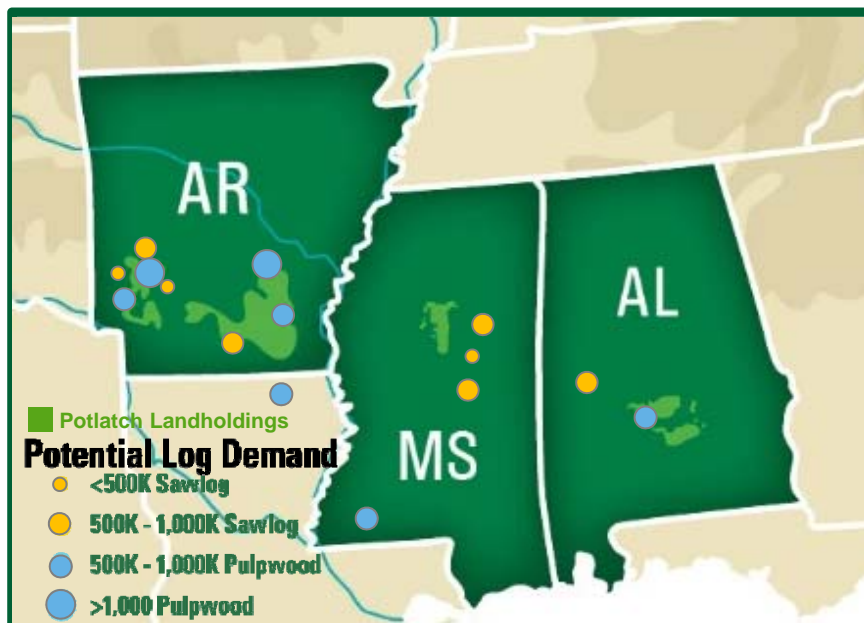 AR
AL
MS
Potlatch Landholdings
Potential Log Demand
<500K Sawlog
500K - 1,000K Sawlog
500K - 1,000K Pulpwood
>1,000 Pulpwood